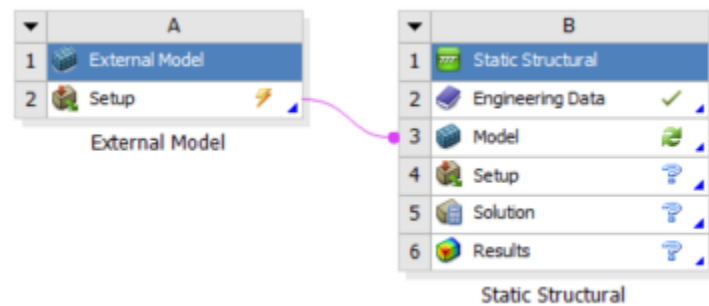 A
1 External Model
2 Setup
External Model
B
1 Static Structural
2 Engineering Data
3 Model
4 Setup
5 Solution
6 Results
Static Structural